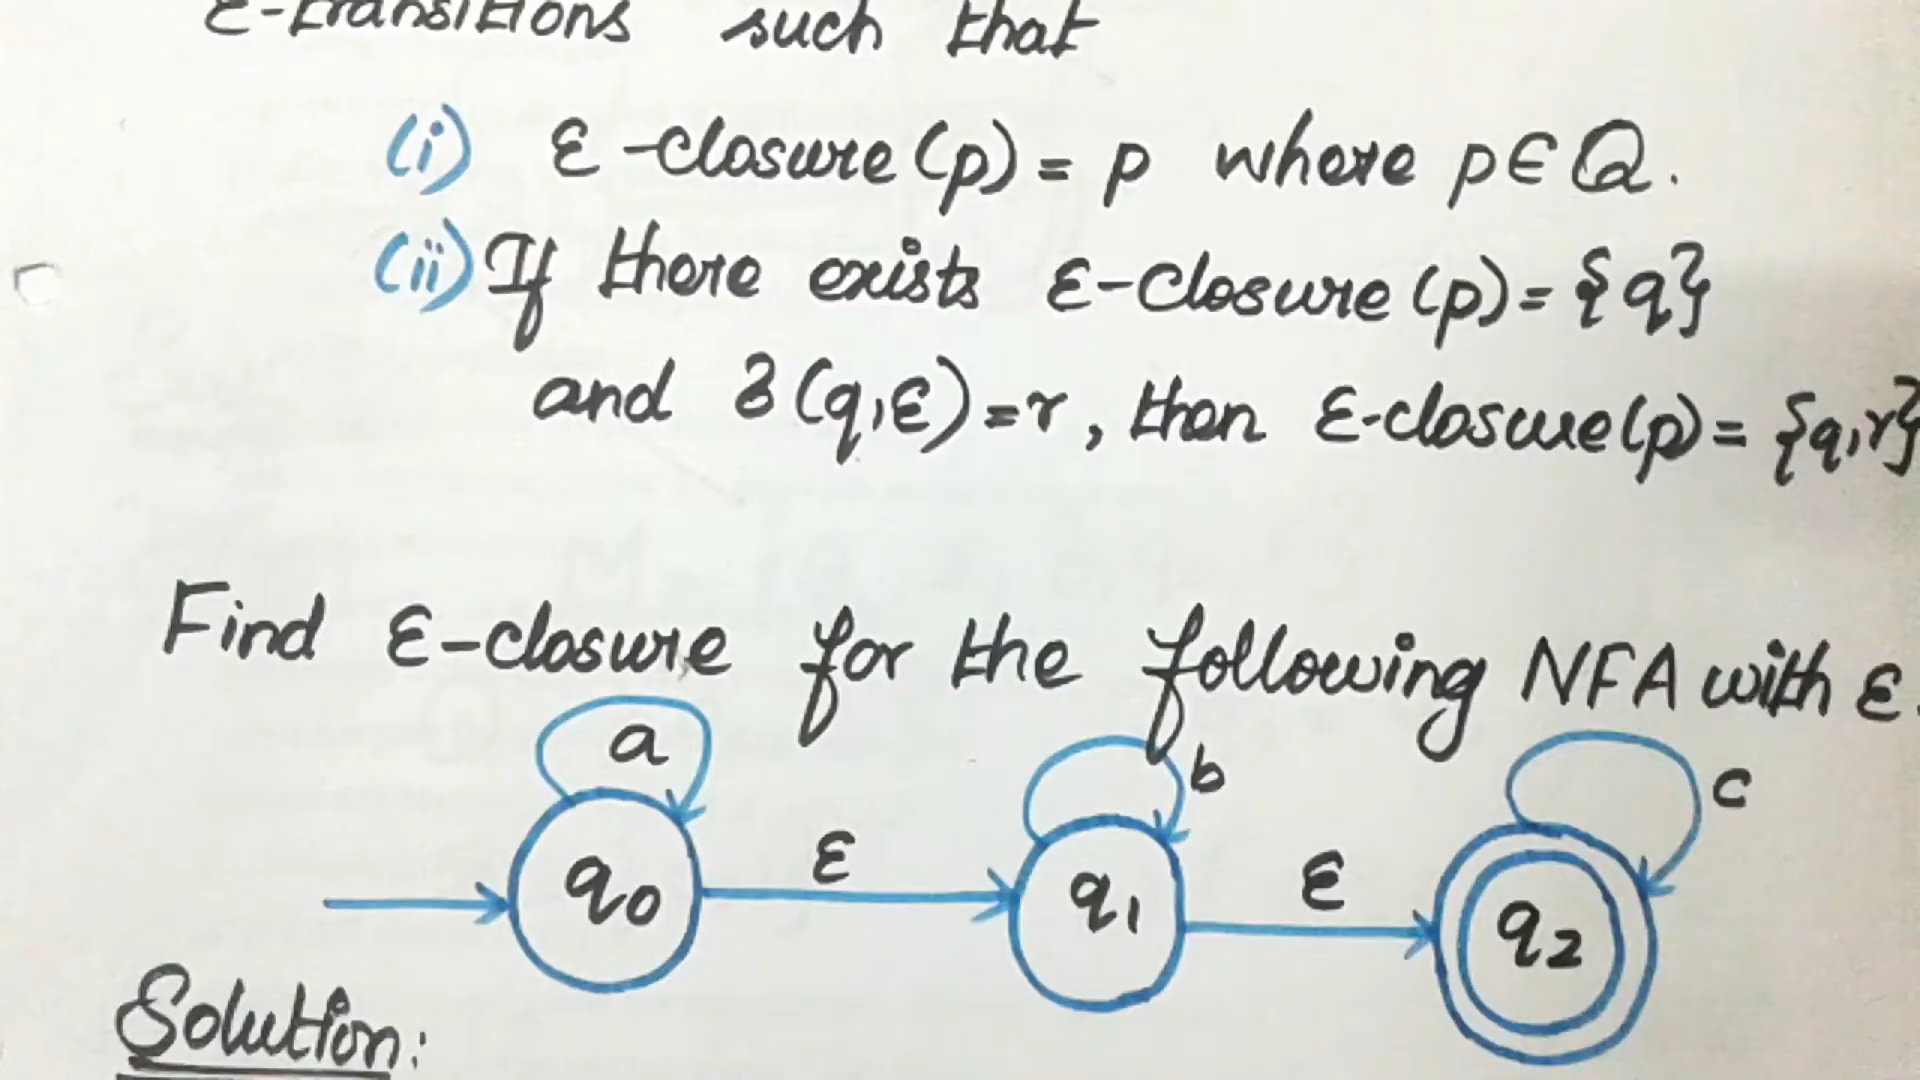 ε-transitions such that
(i) ε-closure(p) = p where p∈Q.
(ii) If there exists ε-closure(p) = {q}
and δ(q,ε) = r, then ε-closure(p) = {q,r}
Find ε-closure for the following NFA with ε.
a
b
c
ε
ε
q0
q1
q2
Solution: